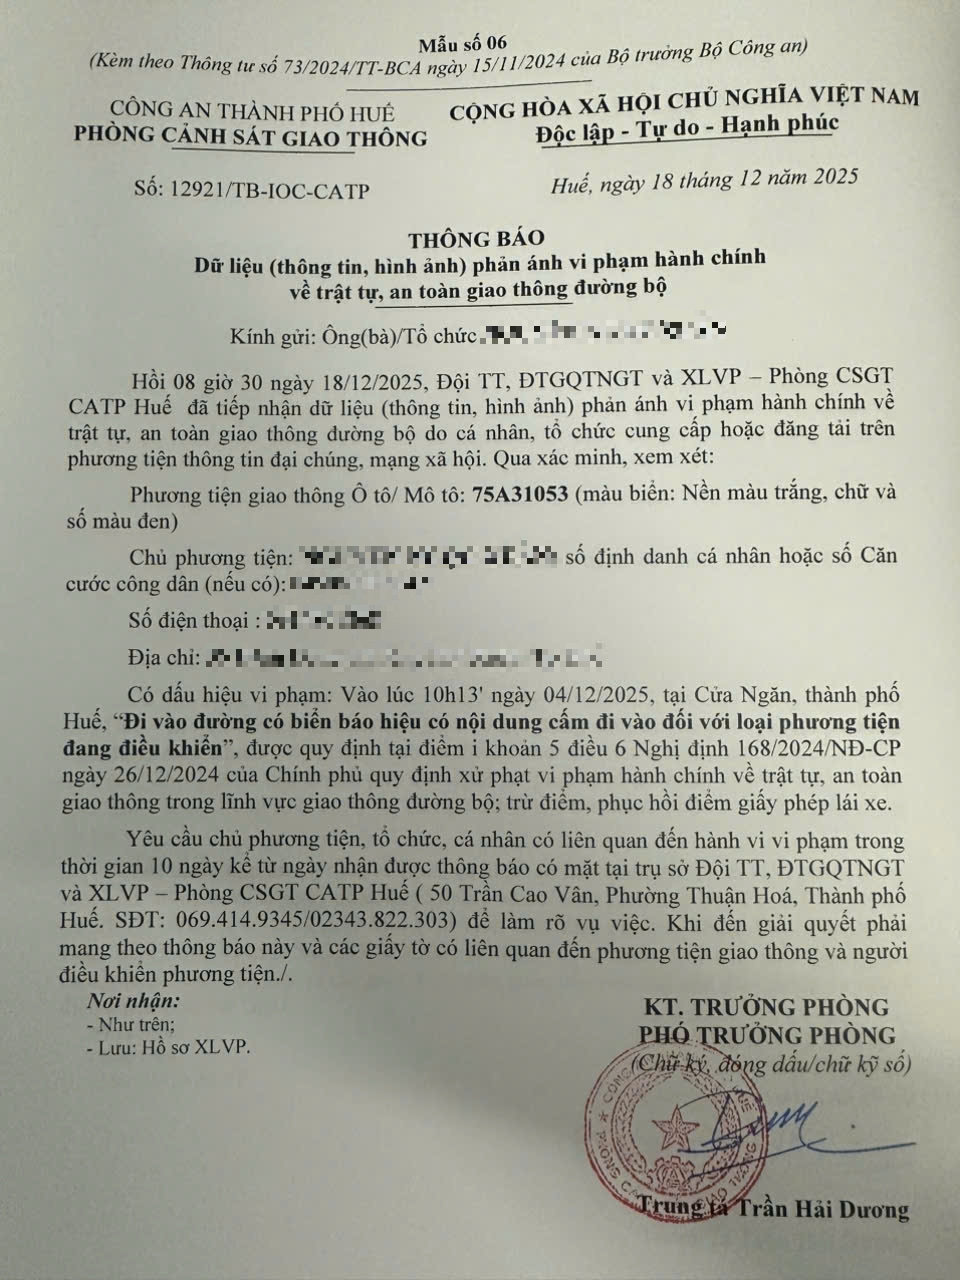 Mẫu số 06
(Kèm theo Thông tư số 73/2024/TT-BCA ngày 15/11/2024 của Bộ trưởng Bộ Công an)
CÔNG AN THÀNH PHỐ HUẾ
PHÒNG CẢNH SÁT GIAO THÔNG
CỘNG HÒA XÃ HỘI CHỦ NGHĨA VIỆT NAM
Độc lập - Tự do - Hạnh phúc
Số: 12921/TB-IOC-CATP
Huế, ngày 18 tháng 12 năm 2025
THÔNG BÁO
Dữ liệu (thông tin, hình ảnh) phản ánh vi phạm hành chính
về trật tự, an toàn giao thông đường bộ
Kính gửi: Ông(bà)/Tổ chức
Hồi 08 giờ 30 ngày 18/12/2025, Đội TT, ĐTGQTNGT và XLVP – Phòng CSGT
CATP Huế đã tiếp nhận dữ liệu (thông tin, hình ảnh) phản ánh vi phạm hành chính về
trật tự, an toàn giao thông đường bộ do cá nhân, tổ chức cung cấp hoặc đăng tải trên
phương tiện thông tin đại chúng, mạng xã hội. Qua xác minh, xem xét:
Phương tiện giao thông Ô tô/ Mô tô: 75A31053 (màu biển: Nền màu trắng, chữ và
số màu đen)
Chủ phương tiện: số định danh cá nhân hoặc số Căn
cước công dân (nếu có):
Số điện thoại :
Địa chỉ:
Có dấu hiệu vi phạm: Vào lúc 10h13' ngày 04/12/2025, tại Cửa Ngăn, thành phố
Huế, “Đi vào đường có biển báo hiệu có nội dung cấm đi vào đối với loại phương tiện
đang điều khiển”, được quy định tại điểm i khoản 5 điều 6 Nghị định 168/2024/NĐ-CP
ngày 26/12/2024 của Chính phủ quy định xử phạt vi phạm hành chính về trật tự, an toàn
giao thông trong lĩnh vực giao thông đường bộ; trừ điểm, phục hồi điểm giấy phép lái xe.
Yêu cầu chủ phương tiện, tổ chức, cá nhân có liên quan đến hành vi vi phạm trong
thời gian 10 ngày kể từ ngày nhận được thông báo có mặt tại trụ sở Đội TT, ĐTGQTNGT
và XLVP – Phòng CSGT CATP Huế ( 50 Trần Cao Vân, Phường Thuận Hoá, Thành phố
Huế. SĐT: 069.414.9345/02343.822.303) để làm rõ vụ việc. Khi đến giải quyết phải
mang theo thông báo này và các giấy tờ có liên quan đến phương tiện giao thông và người
điều khiển phương tiện./.
Nơi nhận:
- Như trên;
- Lưu: Hồ sơ XLVP.
KT. TRƯỞNG PHÒNG
PHÓ TRƯỞNG PHÒNG
(Chữ ký, đóng dấu/chữ ký số)
Trung tá Trần Hải Dương